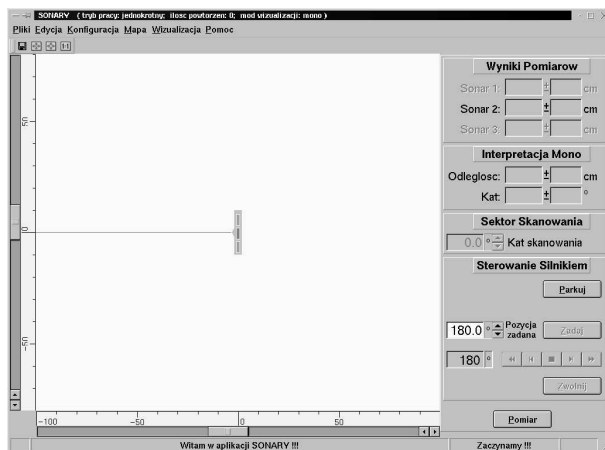 SONARY ( tryb pracy: jednokrotny; ilosc powtorzen: 0; mod wizualizacji: mono )
Pliki Edycja Konfiguracja Mapa Wizualizacja Pomoc
Wyniki Pomiarow
Sonar 1: ± cm
Sonar 2: ± cm
Sonar 3: ± cm
Interpretacja Mono
Odleglosc: ± cm
Kat: ± °
Sektor Skanowania
0.0 ° Kat skanowania
Sterowanie Silnikiem
Parkuj
180.0 ° Pozycja zadana Zadaj
180 °
Zwolnij
Pomiar
50
0
−50
−100 −50 0 50
Witam w aplikacji SONARY !!! Zaczynamy !!!